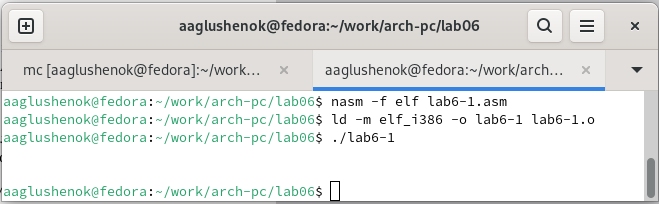 aaglushenok@fedora:~/work/arch-pc/lab06
mc [aaglushenok@fedora]:~/work... aaglushenok@fedora:~/work/arch-pc...
aaglushenok@fedora:~/work/arch-pc/lab06$ nasm -f elf lab6-1.asm
aaglushenok@fedora:~/work/arch-pc/lab06$ ld -m elf_i386 -o lab6-1 lab6-1.o
aaglushenok@fedora:~/work/arch-pc/lab06$ ./lab6-1
aaglushenok@fedora:~/work/arch-pc/lab06$